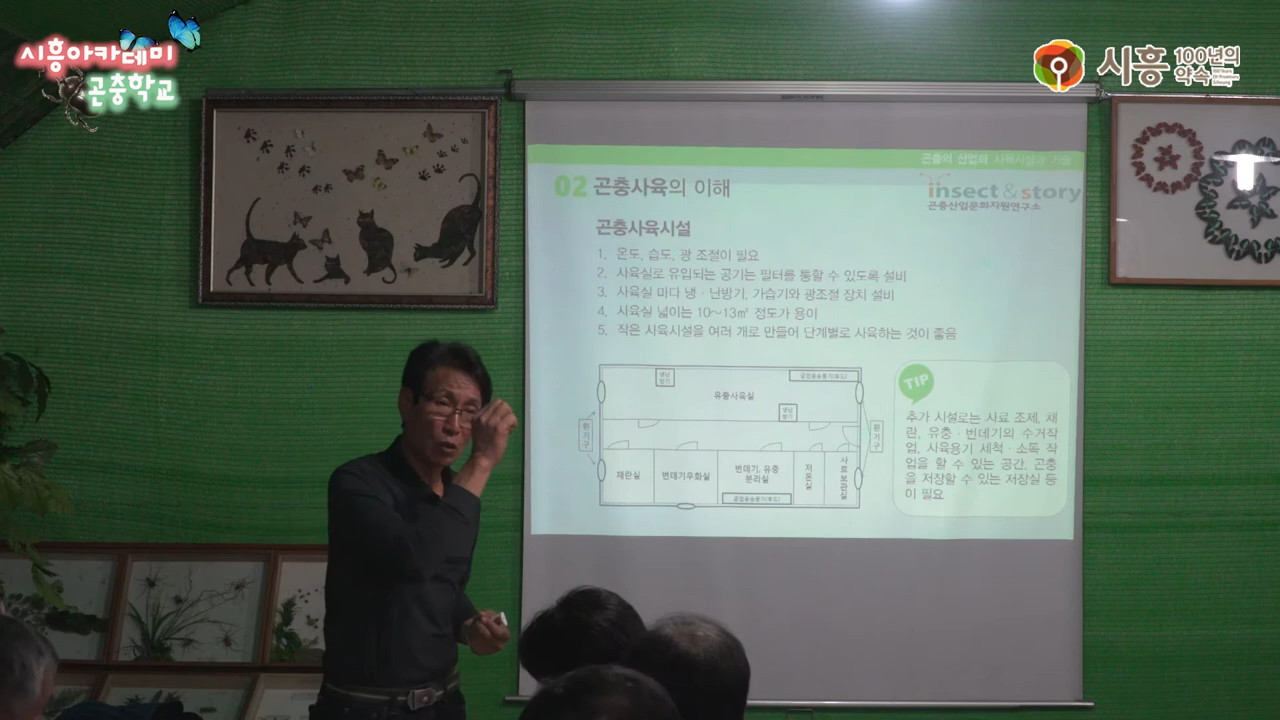 시흥아카데미
곤충학교
시흥 100년의 약속
곤충의 산업화 사육시설과 기술
02 곤충사육의 이해
insect & story
곤충산업문화자원연구소
곤충사육시설
1. 온도, 습도, 광 조절이 필요
2. 사육실로 유입되는 공기는 필터를 통할 수 있도록 설비
3. 사육실 마다 냉·난방기, 가습기와 광조절 장치 설비
4. 사육실 넓이는 10~13㎡ 정도가 용이
5. 작은 사육시설을 여러 개로 만들어 단계별로 사육하는 것이 좋음
냉난방기
유충사육실
냉난방기
환기구
환기구
채란실
번데기우화실
번데기, 유충
분리실
저온실
사료보관실
TIP
추가 시설로는 사료 조제, 채
란, 유충·번데기의 수거작
업, 사육용기 세척·소독 작
업을 할 수 있는 공간, 곤충
을 저장할 수 있는 저장실 등
이 필요